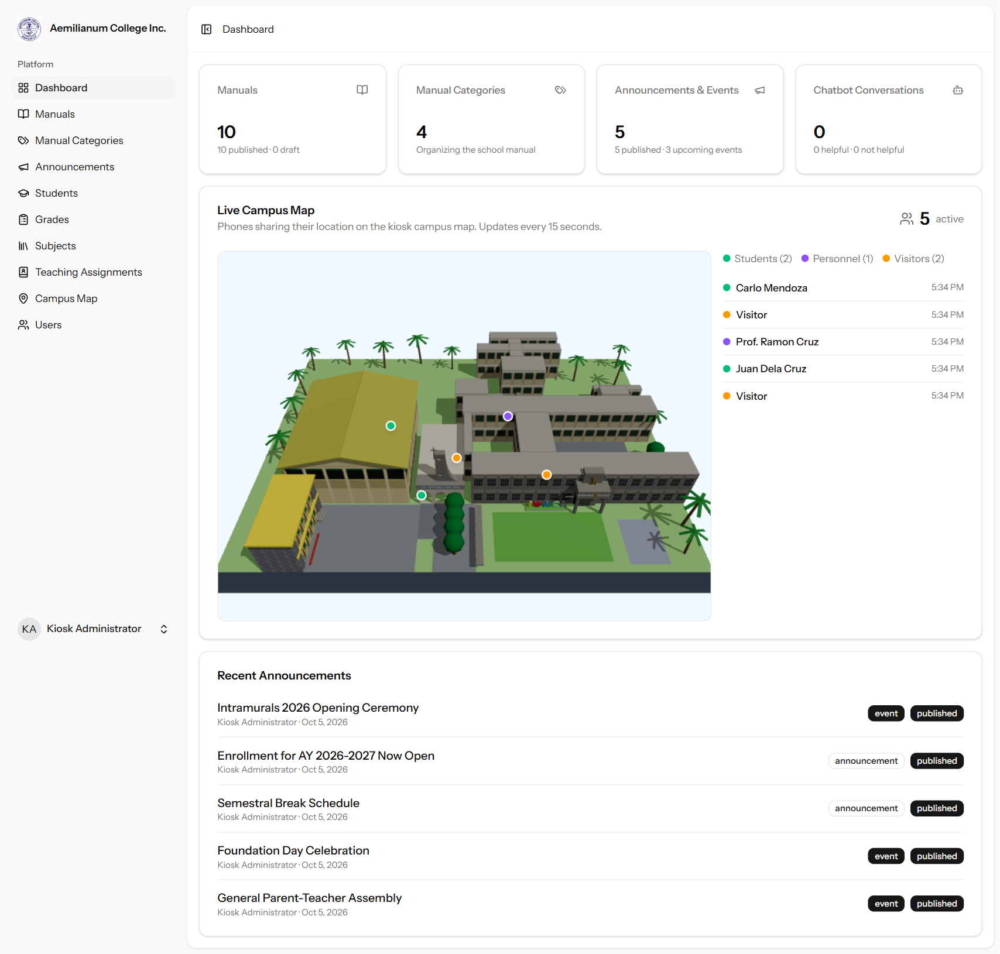 Aemilianum College Inc.
Platform
Dashboard
Manuals
Manual Categories
Announcements
Students
Grades
Subjects
Teaching Assignments
Campus Map
Users
KA
Kiosk Administrator
Dashboard
Manuals
10
10 published · 0 draft
Manual Categories
4
Organizing the school manual
Announcements & Events
5
5 published · 3 upcoming events
Chatbot Conversations
0
0 helpful · 0 not helpful
Live Campus Map
Phones sharing their location on the kiosk campus map. Updates every 15 seconds.
5 active
Students (2)
Personnel (1)
Visitors (2)
Carlo Mendoza
5:34 PM
Visitor
5:34 PM
Prof. Ramon Cruz
5:34 PM
Juan Dela Cruz
5:34 PM
Visitor
5:34 PM
Recent Announcements
Intramurals 2026 Opening Ceremony
Kiosk Administrator · Oct 5, 2026
event
published
Enrollment for AY 2026-2027 Now Open
Kiosk Administrator · Oct 5, 2026
announcement
published
Semestral Break Schedule
Kiosk Administrator · Oct 5, 2026
announcement
published
Foundation Day Celebration
Kiosk Administrator · Oct 5, 2026
event
published
General Parent-Teacher Assembly
Kiosk Administrator · Oct 5, 2026
event
published